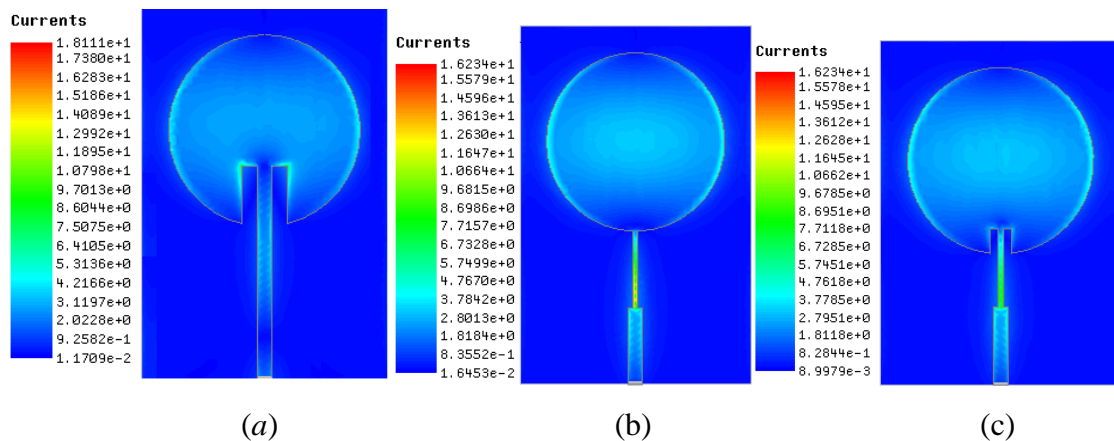 Currents
1.8111e+1
1.7380e+1
1.6283e+1
1.5186e+1
1.4089e+1
1.2992e+1
1.1895e+1
1.0798e+1
9.7013e+0
8.6044e+0
7.5075e+0
6.4105e+0
5.3136e+0
4.2166e+0
3.1197e+0
2.0228e+0
9.2582e-1
1.1709e-2
Currents
1.6234e+1
1.5579e+1
1.4596e+1
1.3613e+1
1.2630e+1
1.1647e+1
1.0664e+1
9.6815e+0
8.6986e+0
7.7157e+0
6.7328e+0
5.7499e+0
4.7670e+0
3.7842e+0
2.8013e+0
1.8184e+0
8.3552e-1
1.6453e-2
Currents
1.6234e+1
1.5578e+1
1.4595e+1
1.3612e+1
1.2628e+1
1.1645e+1
1.0662e+1
9.6785e+0
8.6951e+0
7.7118e+0
6.7285e+0
5.7451e+0
4.7618e+0
3.7785e+0
2.7951e+0
1.8118e+0
8.2844e-1
8.9979e-3
(a)
(b)
(c)